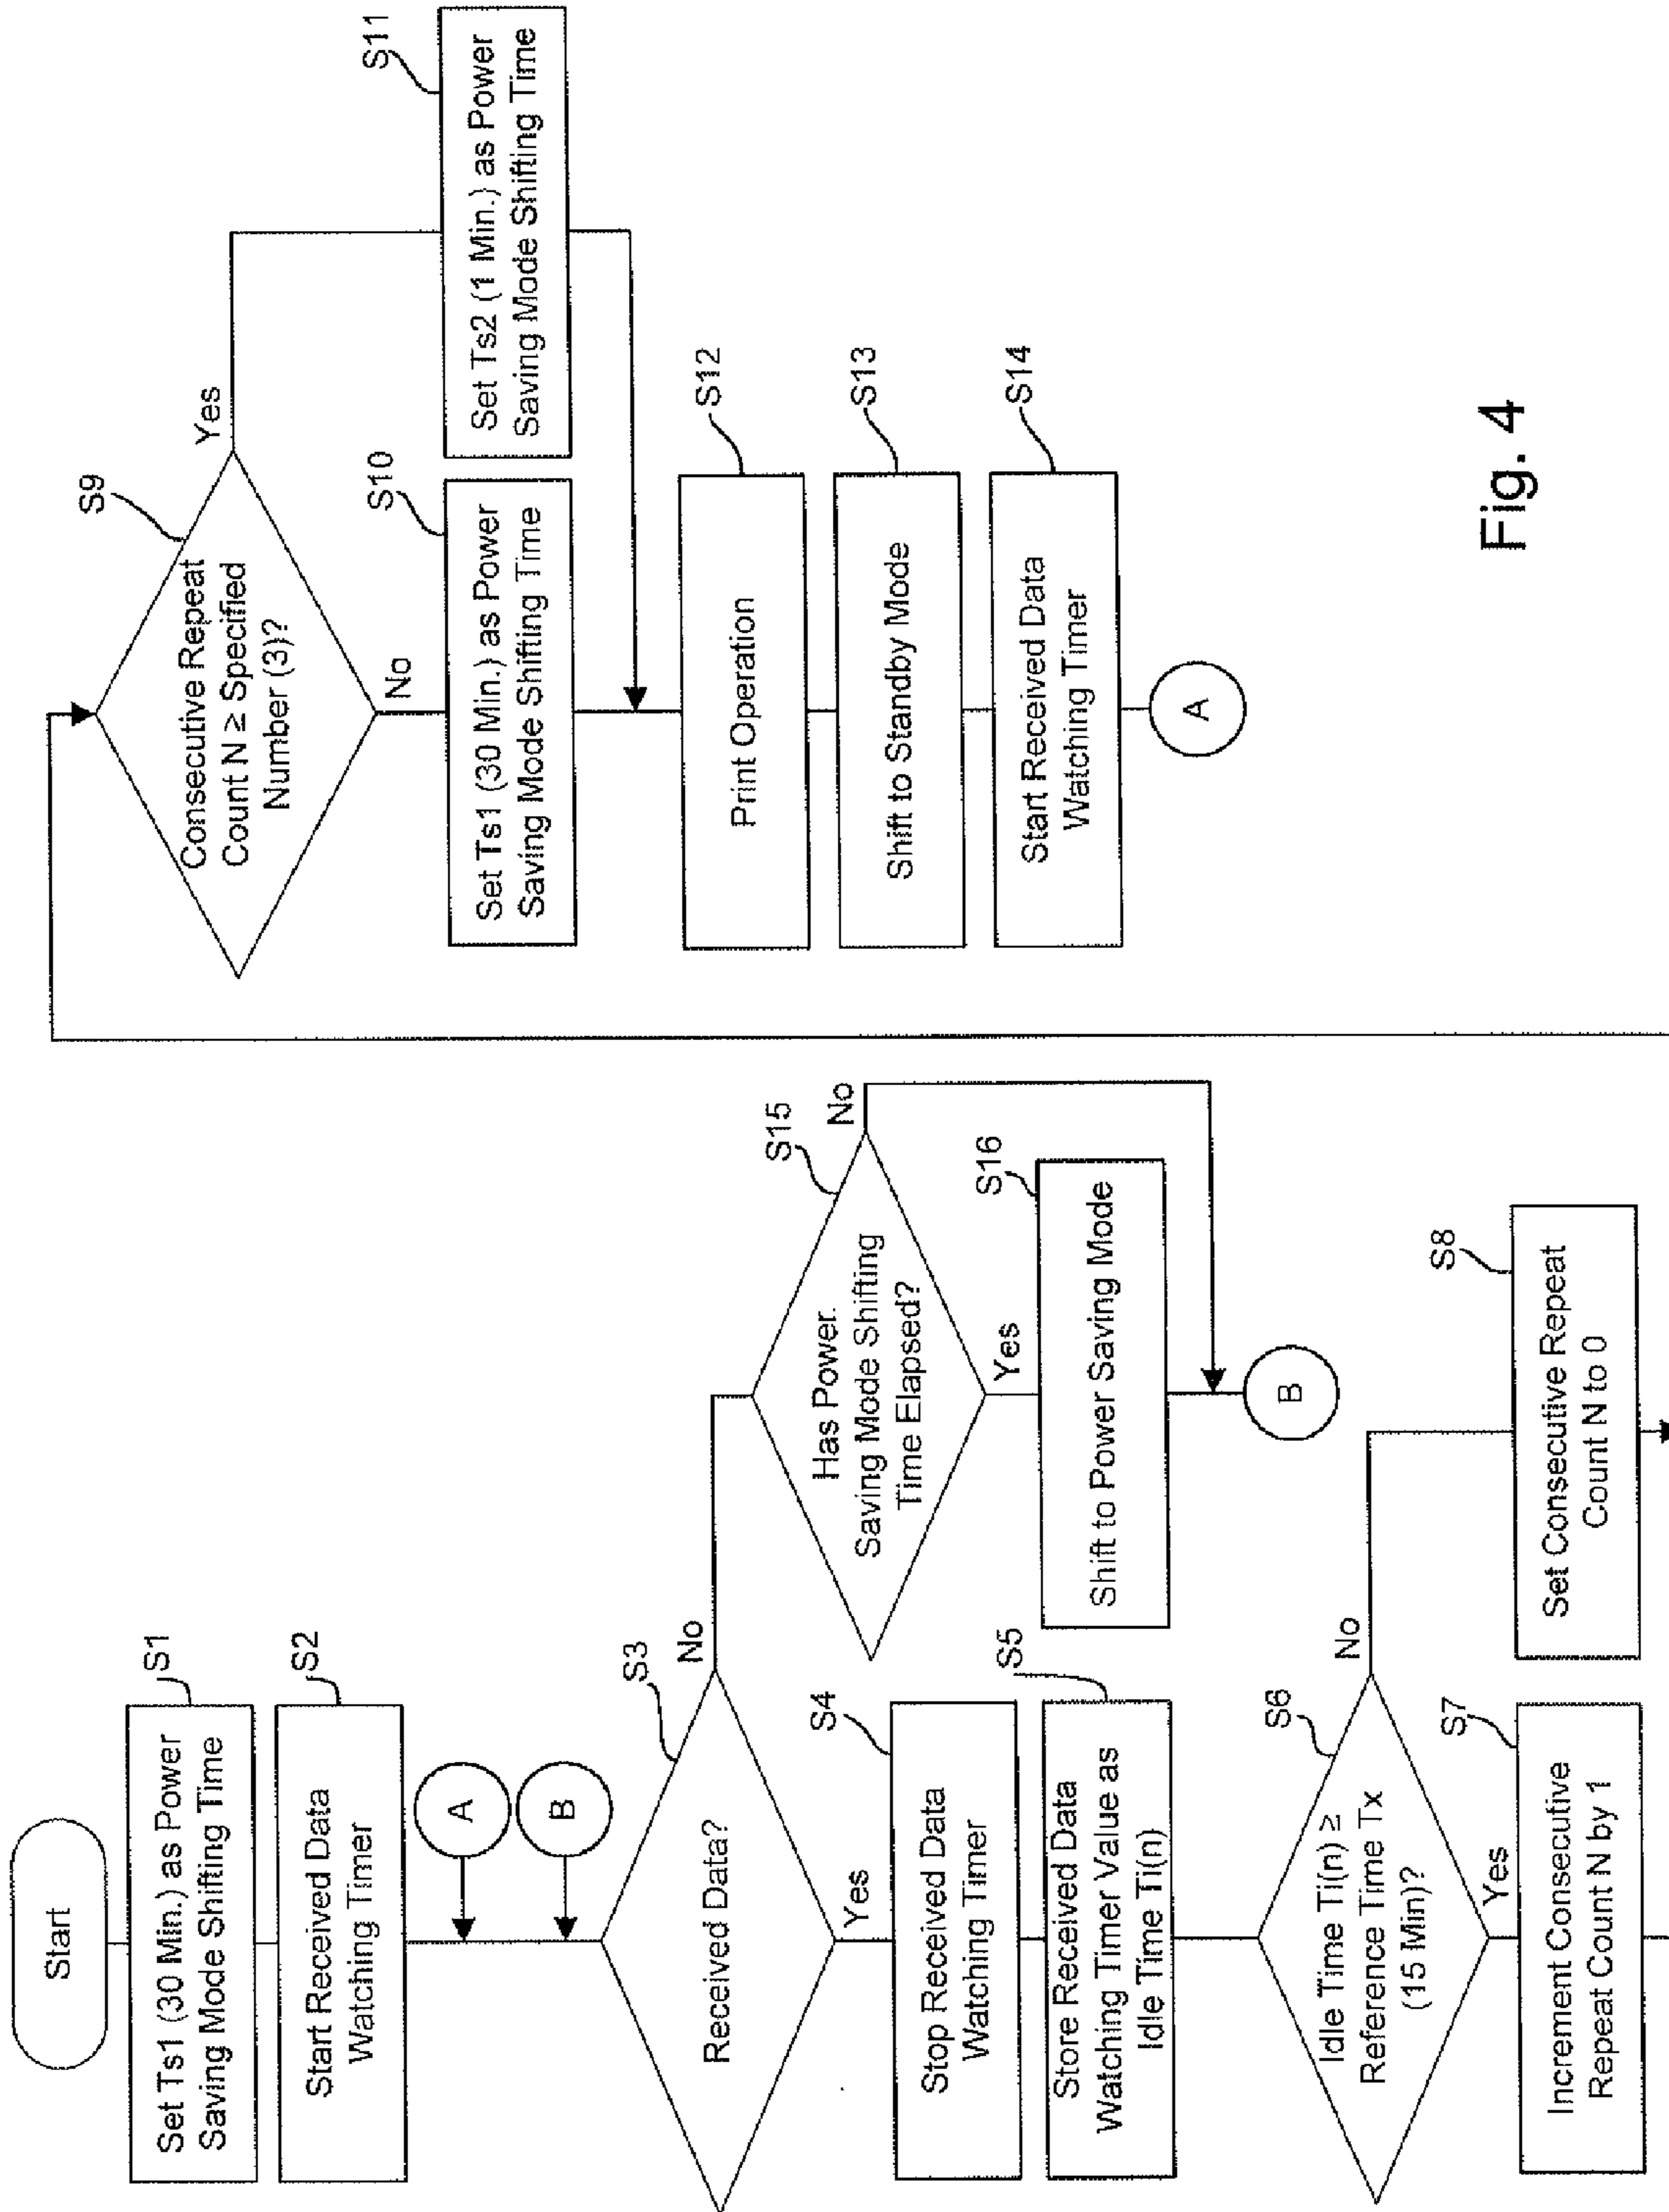 Start
S1
Set Ts1 (30 Min.) as Power
Saving Mode Shifting Time
S2
Start Received Data
Watching Timer
A
B
S3
Received Data?
No
Yes
S15
Has Power.
Saving Mode Shifting
Time Elapsed?
No
Yes
S16
Shift to Power Saving Mode
B
S4
Stop Received Data
Watching Timer
S5
Store Received Data
Watching Timer Value as
Idle Time Ti(n)
S6
Idle Time Ti(n) ≥
Reference Time Tx
(15 Min)?
No
Yes
S7
Increment Consecutive
Repeat Count N by 1
S8
Set Consecutive Repeat
Count N to 0
S9
Consecutive Repeat
Count N ≥ Specified
Number (3)?
Yes
No
S10
Set Ts1 (30 Min.) as Power
Saving Mode Shifting Time
S11
Set Ts2 (1 Min.) as Power
Saving Mode Shifting Time
S12
Print Operation
S13
Shift to Standby Mode
S14
Start Received Data
Watching Timer
A
Fig. 4